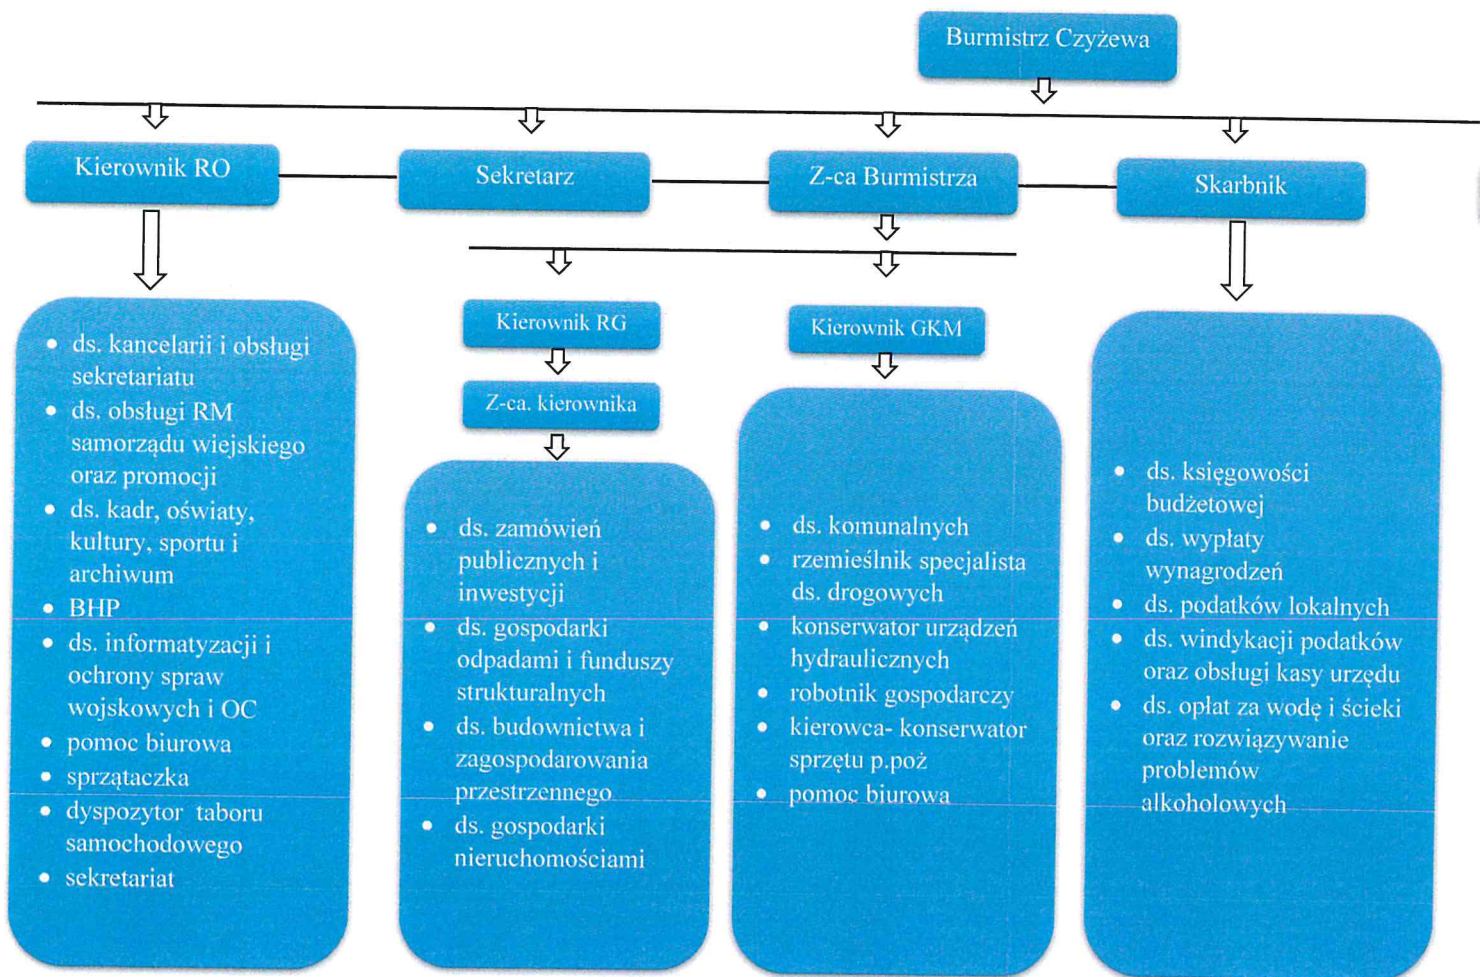 Burmistrz Czyżewa
Kierownik RO
Sekretarz
Z-ca Burmistrza
Skarbnik
Kierownik RG
Kierownik GKM
Z-ca. kierownika
• ds. kancelarii i obsługi
sekretariatu
• ds. obsługi RM
samorządu wiejskiego
oraz promocji
• ds. kadr, oświaty,
kultury, sportu i
archiwum
• BHP
• ds. informatyzacji i
ochrony spraw
wojskowych i OC
• pomoc biurowa
• sprzątaczka
• dyspozytor taboru
samochodowego
• sekretariat
• ds. zamówień
publicznych i
inwestycji
• ds. gospodarki
odpadami i funduszy
strukturalnych
• ds. budownictwa i
zagospodarowania
przestrzennego
• ds. gospodarki
nieruchomościami
• ds. komunalnych
• rzemieślnik specjalista
ds. drogowych
• konserwator urządzeń
hydraulicznych
• robotnik gospodarczy
• kierowca- konserwator
sprzętu p.poż
• pomoc biurowa
• ds. księgowości
budżetowej
• ds. wypłaty
wynagrodzeń
• ds. podatków lokalnych
• ds. windykacji podatków
oraz obsługi kasy urzędu
• ds. opłat za wodę i ścieki
oraz rozwiązywanie
problemów
alkoholowych